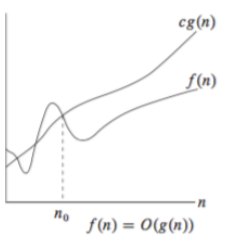 cg(n)
f(n)
n
n₀
f(n) = O(g(n))